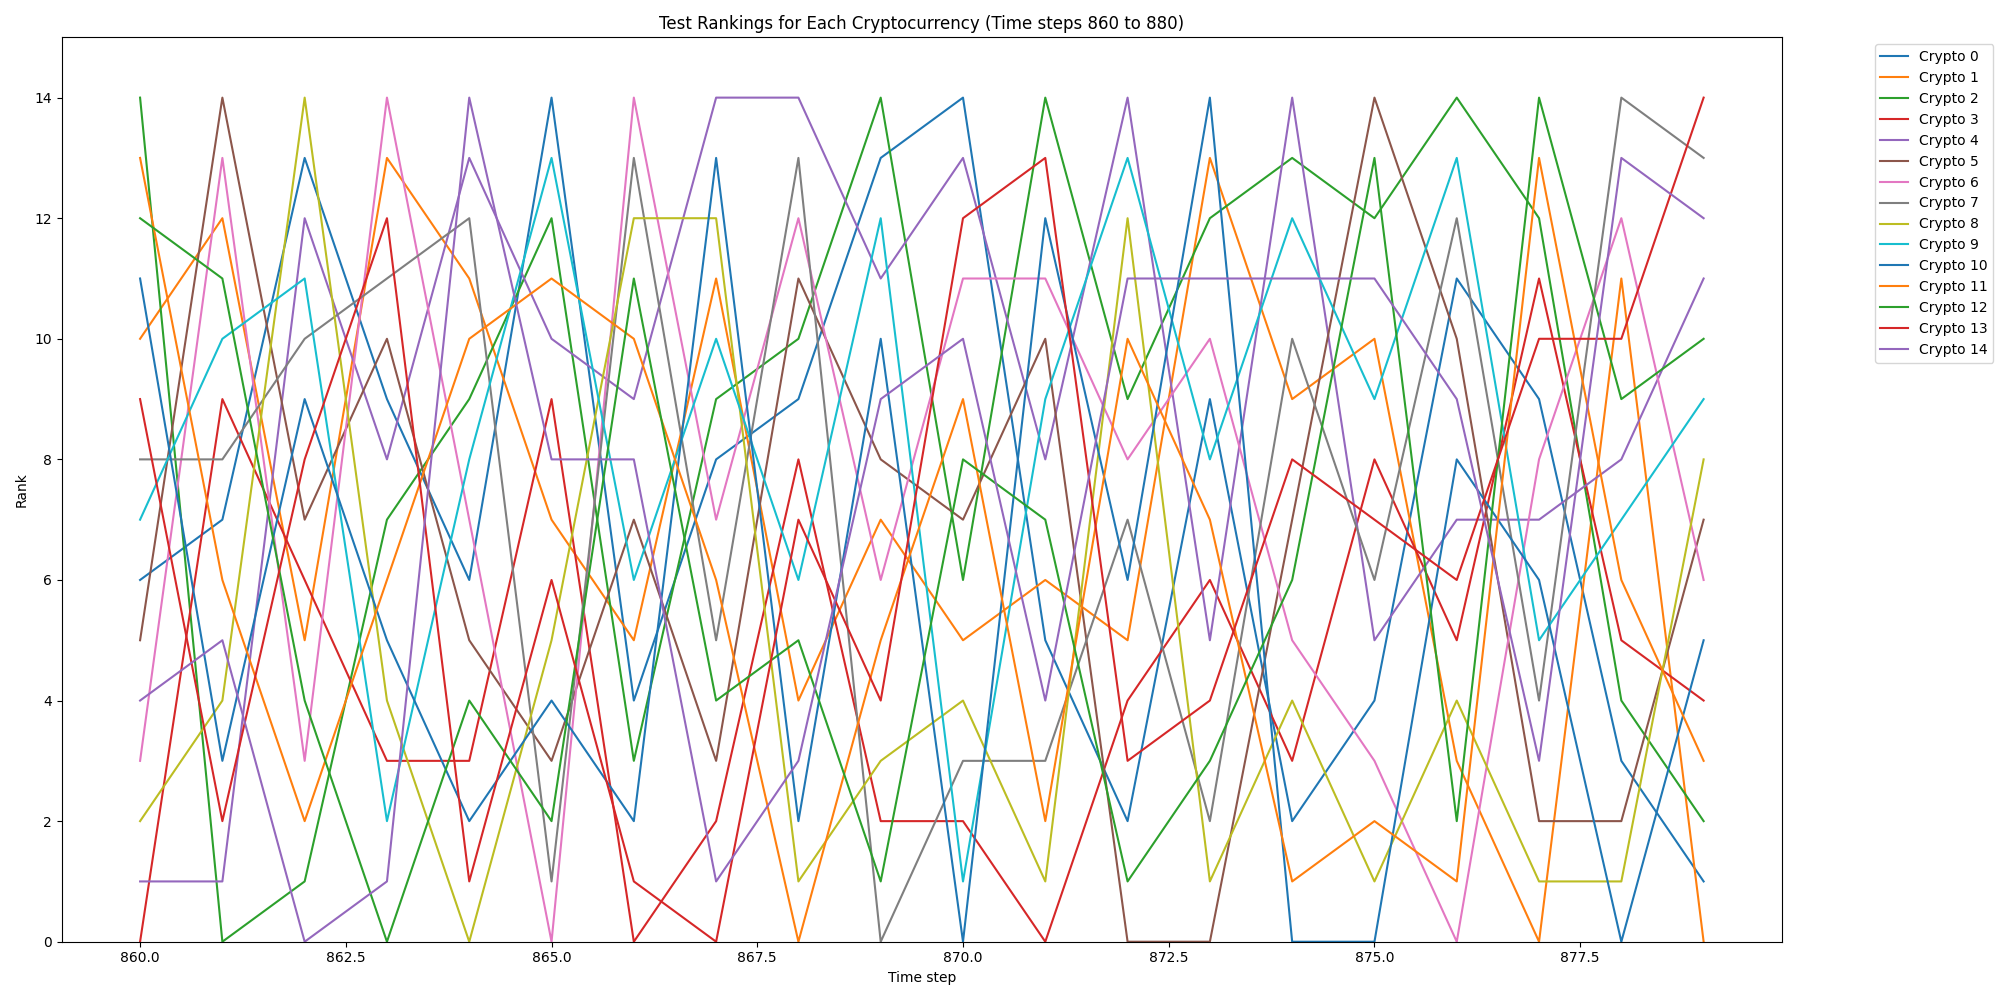 Test Rankings for Each Cryptocurrency (Time steps 860 to 880)
Crypto 0
Crypto 1
Crypto 2
Crypto 3
Crypto 4
Crypto 5
Crypto 6
Crypto 7
Crypto 8
Crypto 9
Crypto 10
Crypto 11
Crypto 12
Crypto 13
Crypto 14
14
12
10
8
6
4
2
0
Rank
860.0 862.5 865.0 867.5 870.0 872.5 875.0 877.5
Time step